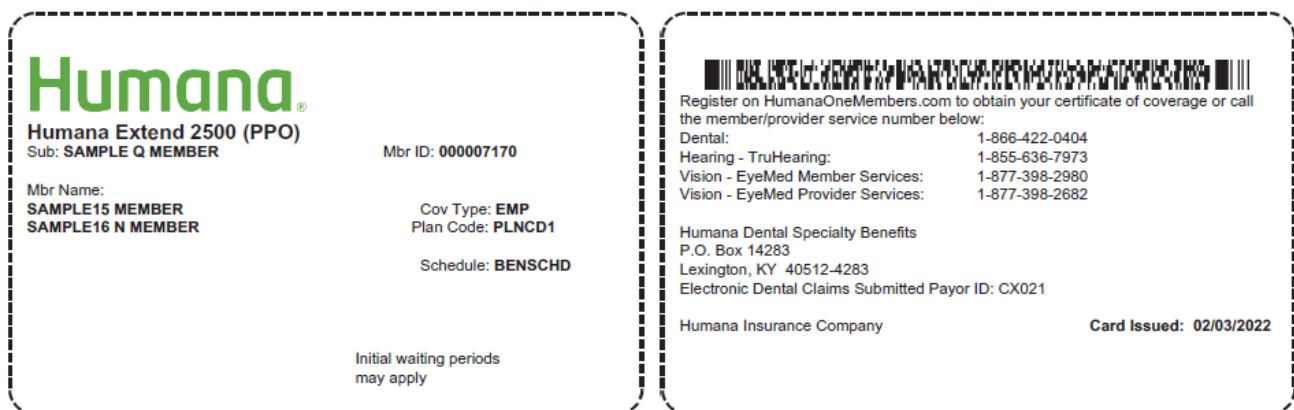 Humana®
Humana Extend 2500 (PPO)
Sub: SAMPLE Q MEMBER Mbr ID: 000007170
Mbr Name:
SAMPLE15 MEMBER Cov Type: EMP
SAMPLE16 N MEMBER Plan Code: PLNCD1
Schedule: BENSCHD
Initial waiting periods
may apply
Register on HumanaOneMembers.com to obtain your certificate of coverage or call
the member/provider service number below:
Dental: 1-866-422-0404
Hearing - TruHearing: 1-855-636-7973
Vision - EyeMed Member Services: 1-877-398-2980
Vision - EyeMed Provider Services: 1-877-398-2682
Humana Dental Specialty Benefits
P.O. Box 14283
Lexington, KY 40512-4283
Electronic Dental Claims Submitted Payor ID: CX021
Humana Insurance Company Card Issued: 02/03/2022